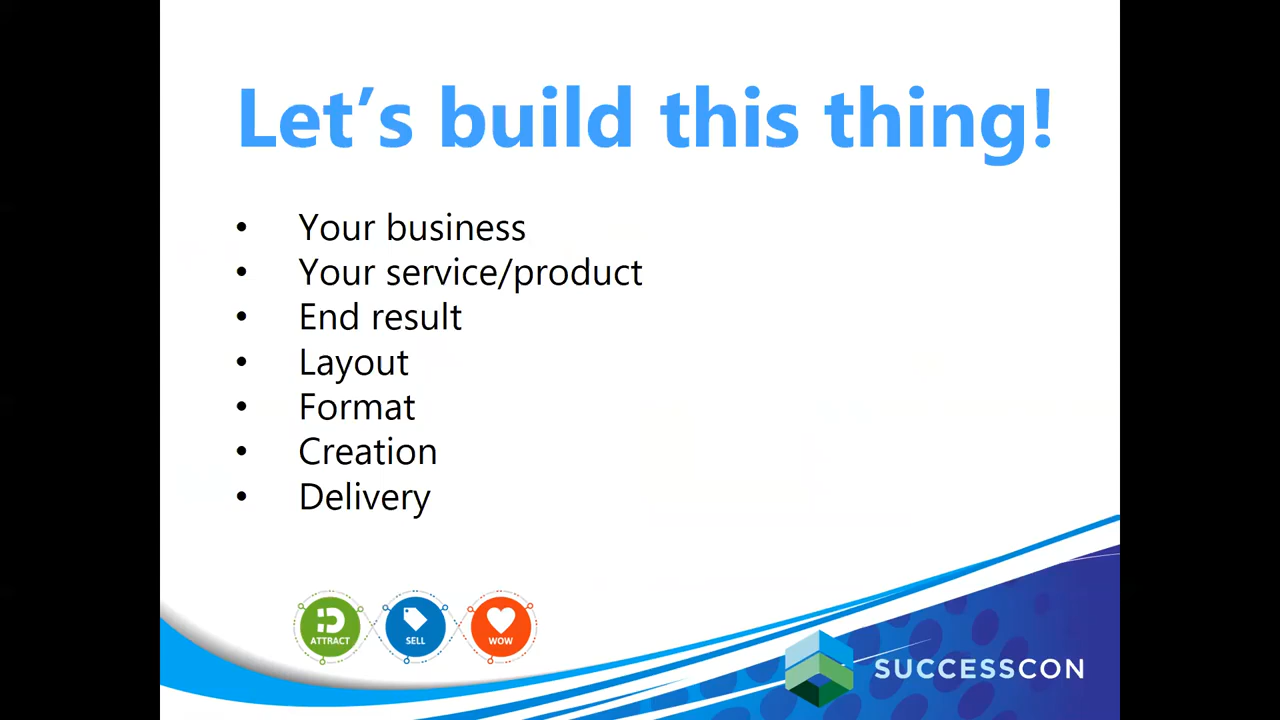 Let's build this thing!
• Your business
• Your service/product
• End result
• Layout
• Format
• Creation
• Delivery
ATTRACT
SELL
WOW
SUCCESSCON